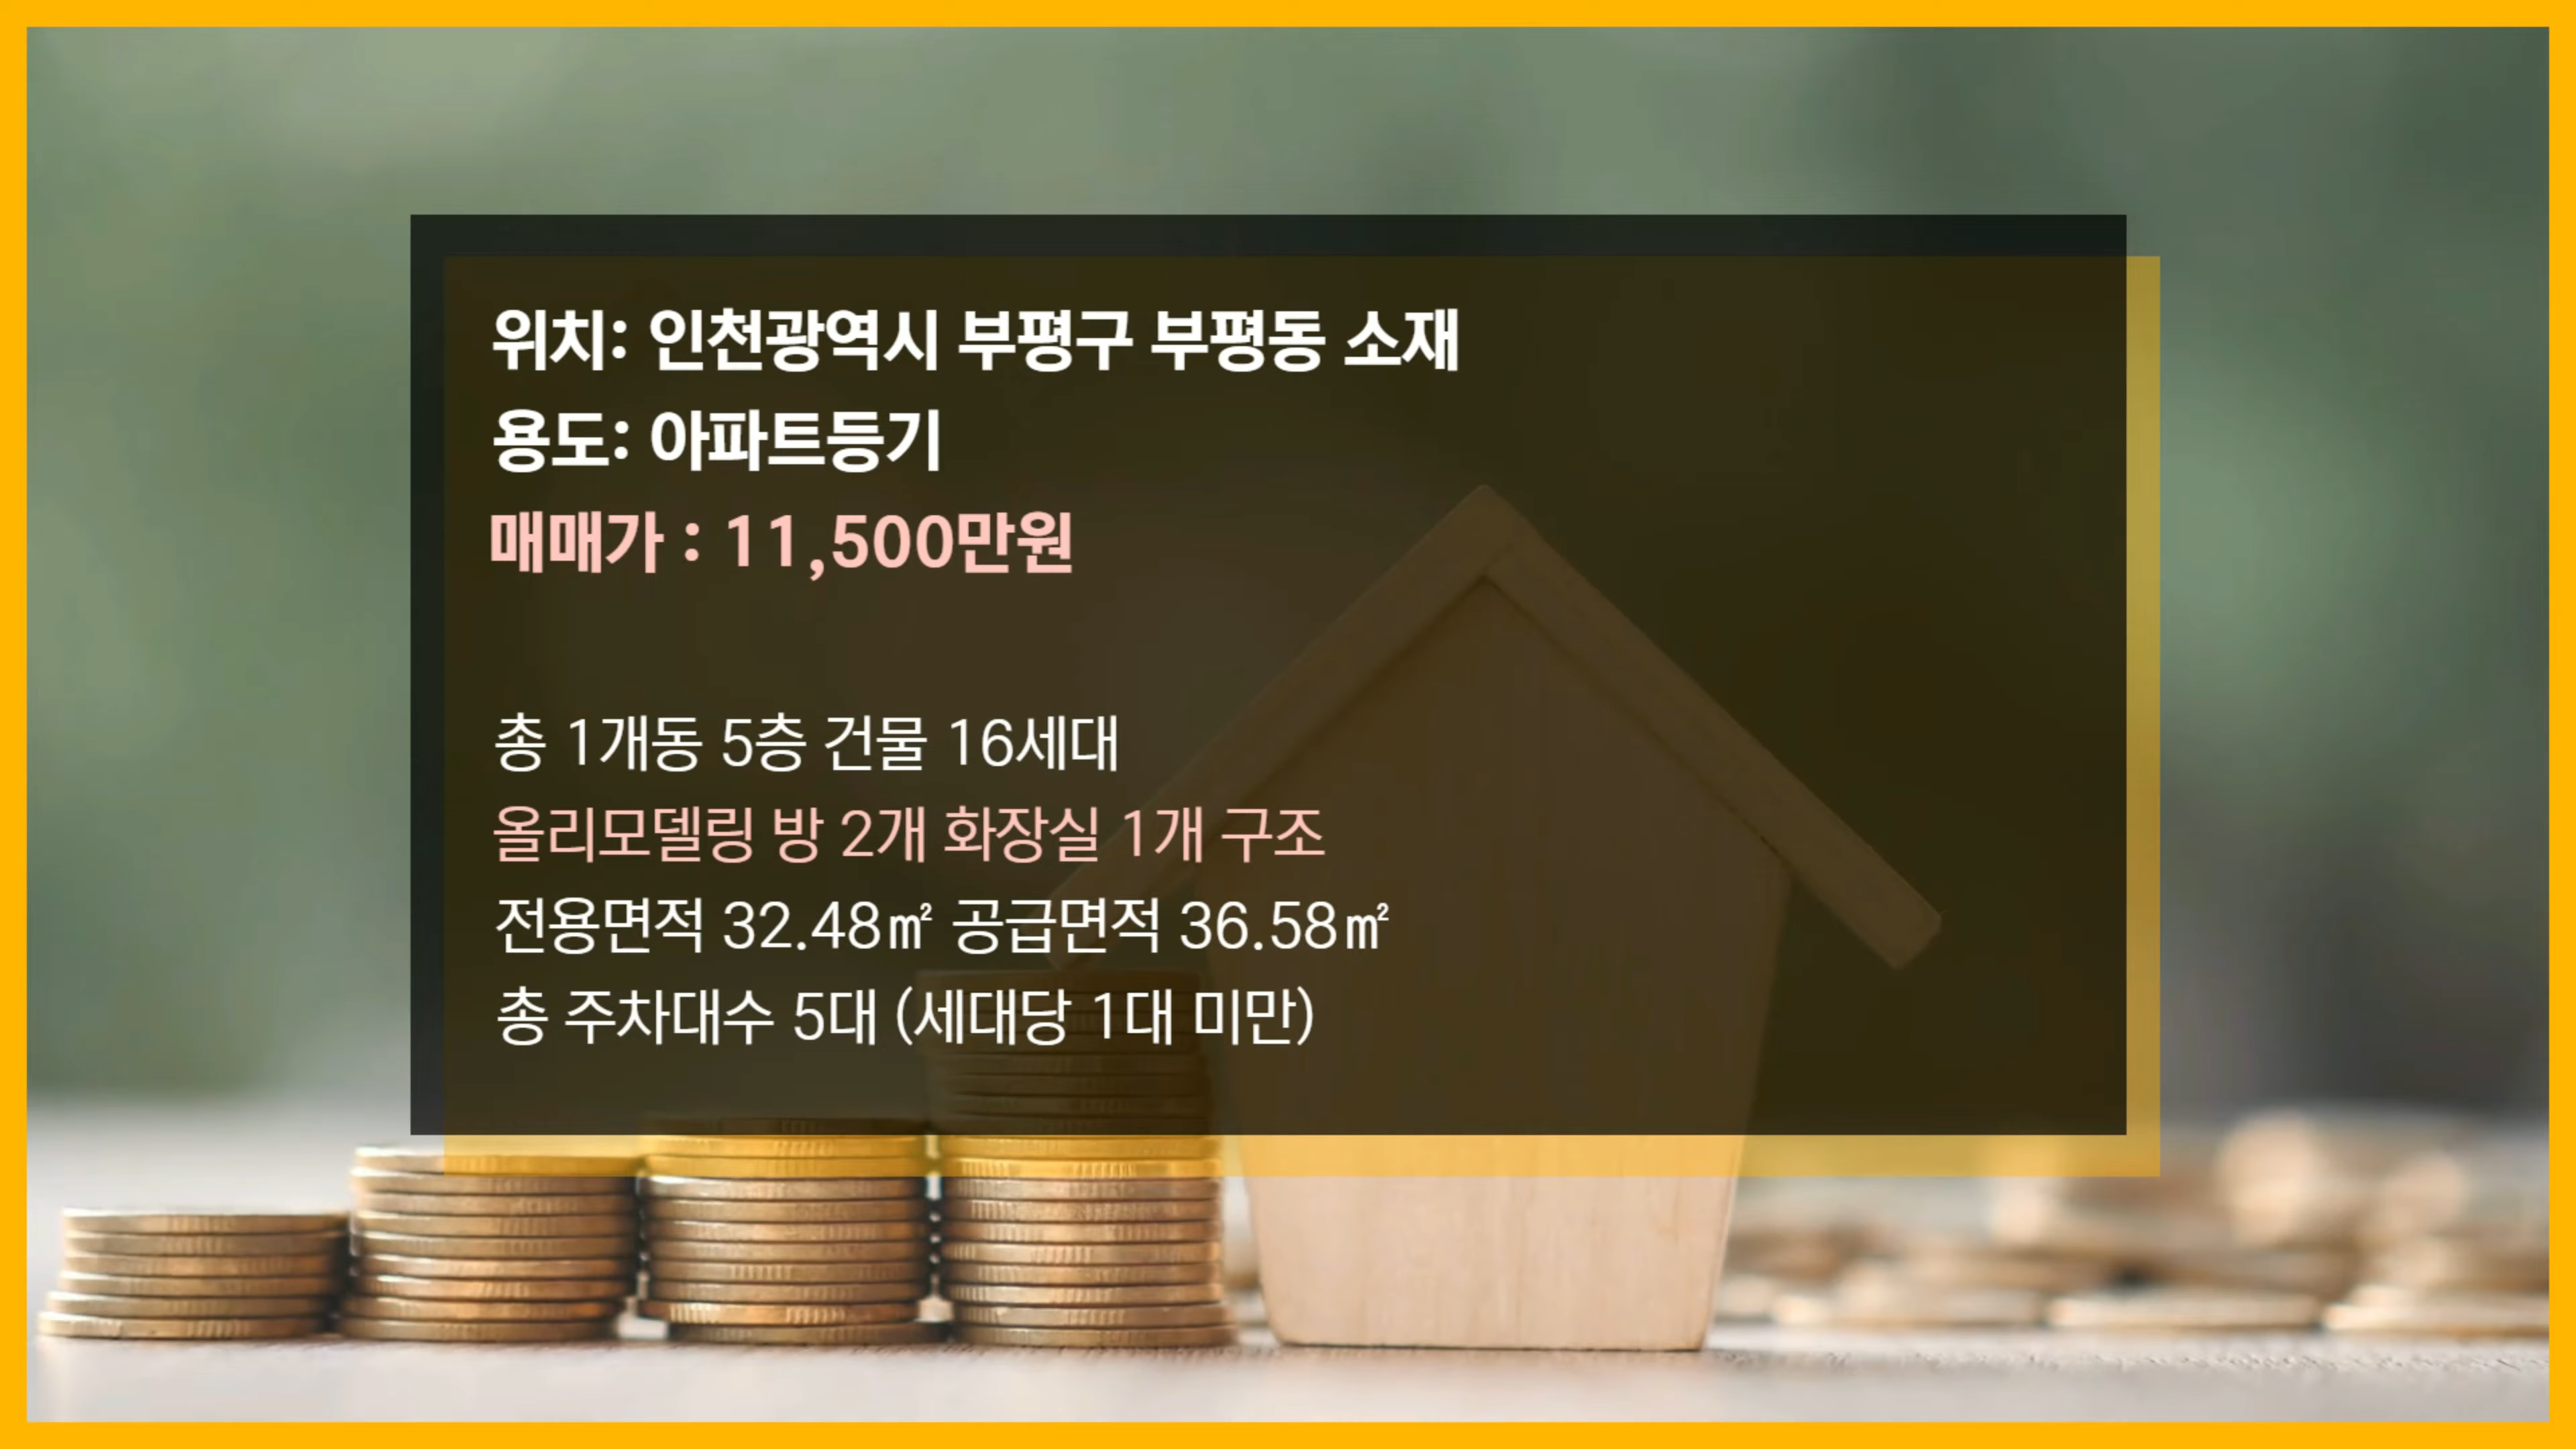 위치: 인천광역시 부평구 부평동 소재
용도: 아파트등기
매매가 : 11,500만원
총 1개동 5층 건물 16세대
올리모델링 방 2개 화장실 1개 구조
전용면적 32.48㎡ 공급면적 36.58㎡
총 주차대수 5대 (세대당 1대 미만)